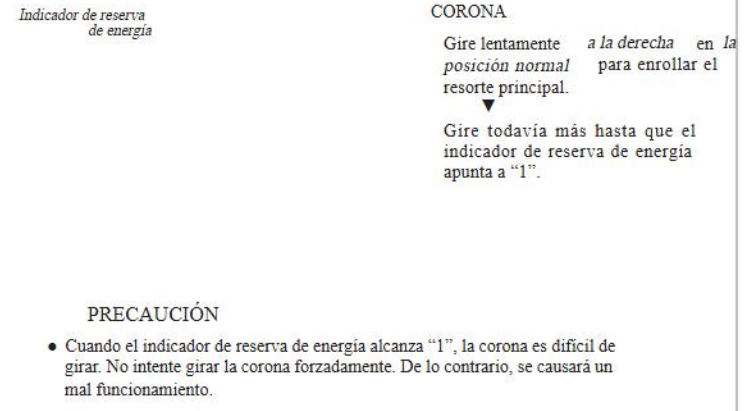 Indicador de reserva
de energía
CORONA
Gire lentamente a la derecha en la
posición normal para enrollar el
resorte principal.
▼
Gire todavía más hasta que el
indicador de reserva de energía
apunta a “1”.
PRECAUCIÓN
● Cuando el indicador de reserva de energía alcanza “1”, la corona es difícil de
girar. No intente girar la corona forzadamente. De lo contrario, se causará un
mal funcionamiento.